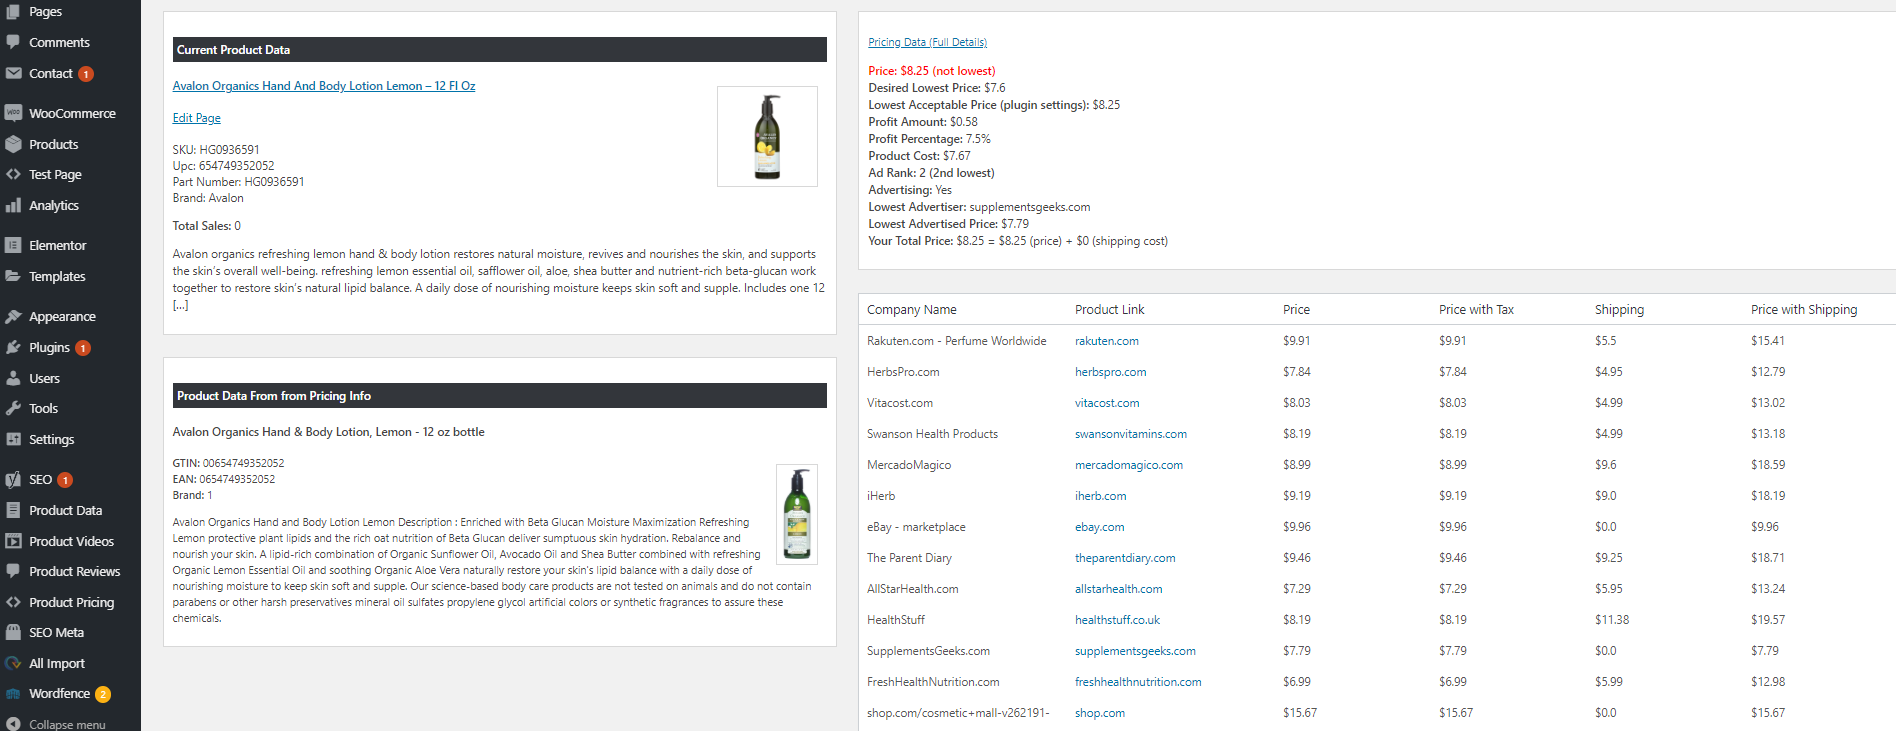 Pages
Comments
Contact 1
WooCommerce
Products
Test Page
Analytics
Elementor
Templates
Appearance
Plugins 1
Users
Tools
Settings
SEO 1
Product Data
Product Videos
Product Reviews
Product Pricing
SEO Meta
All Import
Wordfence 2
Collapse menu
Current Product Data
Avalon Organics Hand And Body Lotion Lemon – 12 Fl Oz
Edit Page
SKU: HG0936591
Upc: 654749352052
Part Number: HG0936591
Brand: Avalon
Total Sales: 0
Avalon organics refreshing lemon hand & body lotion restores natural moisture, revives and nourishes the skin, and supports
the skin's overall well-being. refreshing lemon essential oil, safflower oil, aloe, shea butter and nutrient-rich beta-glucan work
together to restore skin's natural lipid balance. A daily dose of nourishing moisture keeps skin soft and supple. Includes one 12
[...]
Product Data From from Pricing Info
Avalon Organics Hand & Body Lotion, Lemon - 12 oz bottle
GTIN: 00654749352052
EAN: 0654749352052
Brand: 1
Avalon Organics Hand and Body Lotion Lemon Description : Enriched with Beta Glucan Moisture Maximization Refreshing
Lemon protective plant lipids and the rich oat nutrition of Beta Glucan deliver sumptuous skin hydration. Rebalance and
nourish your skin. A lipid-rich combination of Organic Sunflower Oil, Avocado Oil and Shea Butter combined with refreshing
Organic Lemon Essential Oil and soothing Organic Aloe Vera naturally restore your skin's lipid balance with a daily dose of
nourishing moisture to keep skin soft and supple. Our science-based body care products are not tested on animals and do not contain
parabens or other harsh preservatives mineral oil sulfates propylene glycol artificial colors or synthetic fragrances to assure these
chemicals.
Pricing Data (Full Details)
Price: $8.25 (not lowest)
Desired Lowest Price: $7.6
Lowest Acceptable Price (plugin settings): $8.25
Profit Amount: $0.58
Profit Percentage: 7.5%
Product Cost: $7.67
Ad Rank: 2 (2nd lowest)
Advertising: Yes
Lowest Advertiser: supplementsgeeks.com
Lowest Advertised Price: $7.79
Your Total Price: $8.25 = $8.25 (price) + $0 (shipping cost)
Company Name Product Link Price Price with Tax Shipping Price with Shipping
Rakuten.com - Perfume Worldwide rakuten.com $9.91 $9.91 $5.5 $15.41
HerbsPro.com herbspro.com $7.84 $7.84 $4.95 $12.79
Vitacost.com vitacost.com $8.03 $8.03 $4.99 $13.02
Swanson Health Products swansonvitamins.com $8.19 $8.19 $4.99 $13.18
MercadoMagico mercadomagico.com $8.99 $8.99 $9.6 $18.59
iHerb iherb.com $9.19 $9.19 $9.0 $18.19
eBay - marketplace ebay.com $9.96 $9.96 $0.0 $9.96
The Parent Diary theparentdiary.com $9.46 $9.46 $9.25 $18.71
AllStarHealth.com allstarhealth.com $7.29 $7.29 $5.95 $13.24
HealthStuff healthstuff.co.uk $8.19 $8.19 $11.38 $19.57
SupplementsGeeks.com supplementsgeeks.com $7.79 $7.79 $0.0 $7.79
FreshHealthNutrition.com freshhealthnutrition.com $6.99 $6.99 $5.99 $12.98
shop.com/cosmetic+mall-v262191- shop.com $15.67 $15.67 $0.0 $15.67